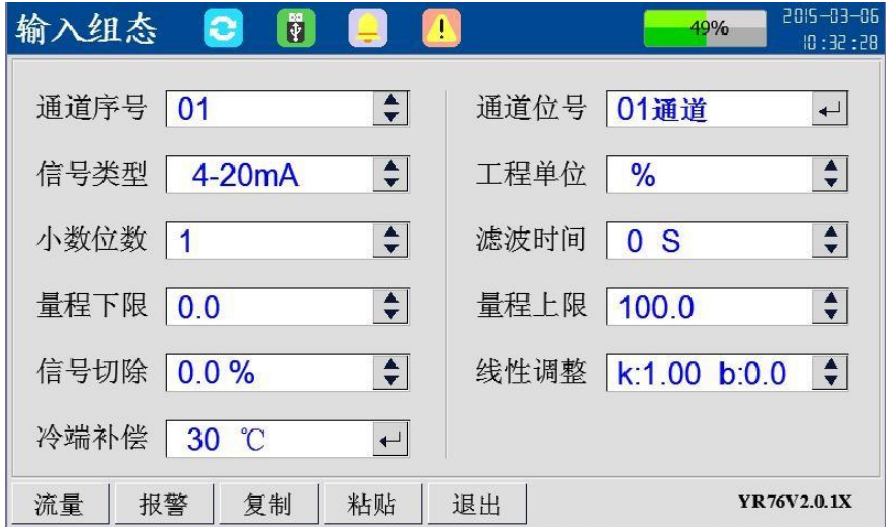 输入组态 49% 2015-03-06
10:32:28
通道序号 01 通道位号 01通道
信号类型 4-20mA 工程单位 %
小数位数 1 滤波时间 0 S
量程下限 0.0 量程上限 100.0
信号切除 0.0 % 线性调整 k:1.00 b:0.0
冷端补偿 30 ℃
流量 报警 复制 粘贴 退出 YR76V2.0.1X